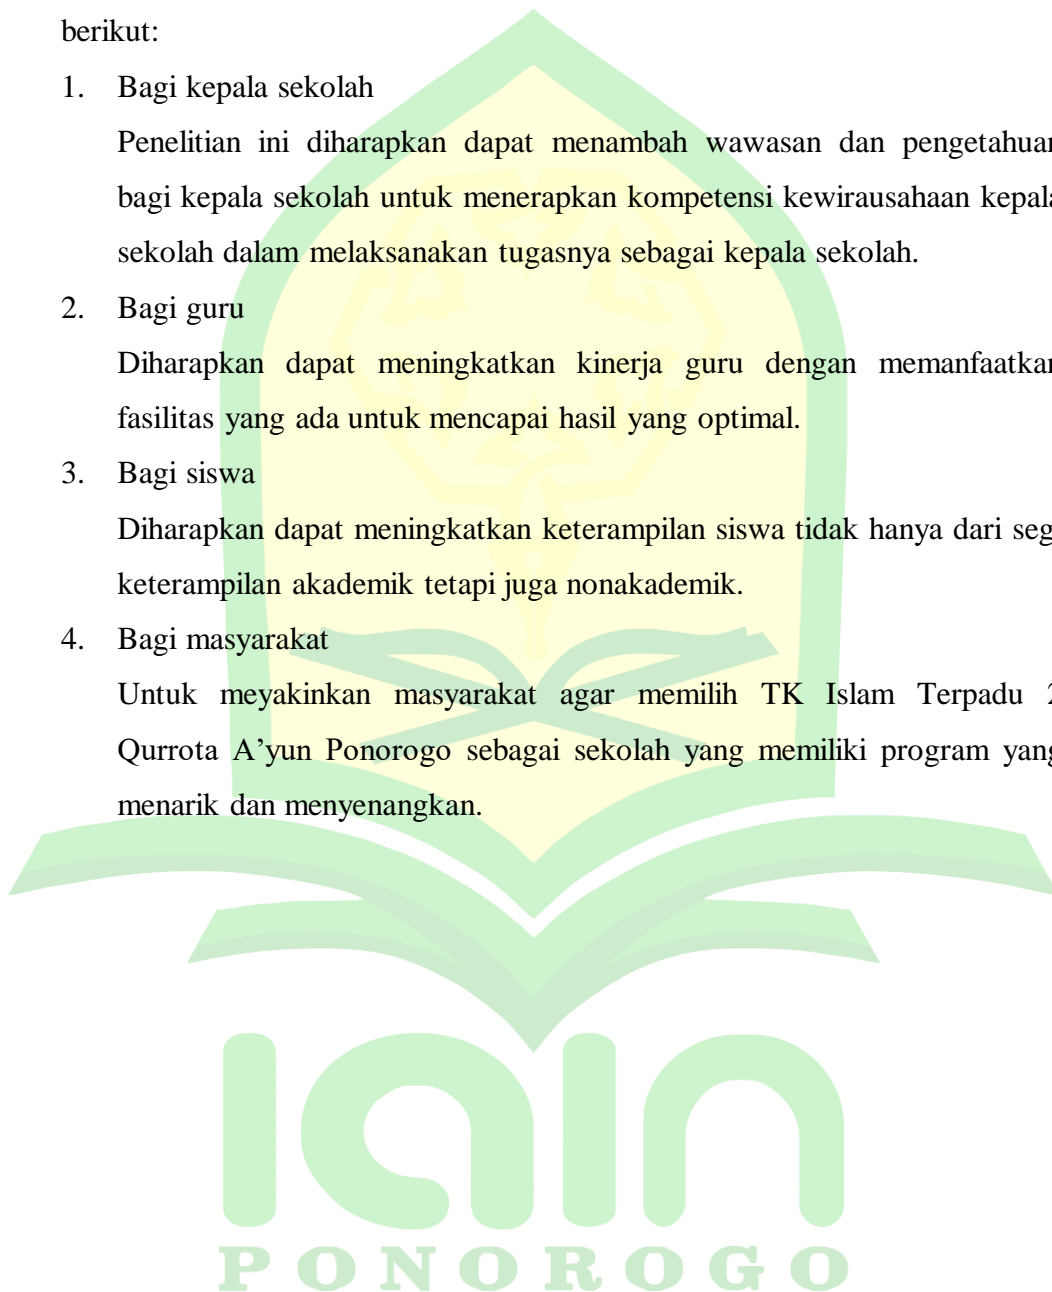 berikut:
1. Bagi kepala sekolah
Penelitian ini diharapkan dapat menambah wawasan dan pengetahuan
bagi kepala sekolah untuk menerapkan kompetensi kewirausahaan kepala
sekolah dalam melaksanakan tugasnya sebagai kepala sekolah.
2. Bagi guru
Diharapkan dapat meningkatkan kinerja guru dengan memanfaatkan
fasilitas yang ada untuk mencapai hasil yang optimal.
3. Bagi siswa
Diharapkan dapat meningkatkan keterampilan siswa tidak hanya dari seg
keterampilan akademik tetapi juga nonakademik.
4. Bagi masyarakat
Untuk meyakinkan masyarakat agar memilih TK Islam Terpadu 2
Qurrota A’yun Ponorogo sebagai sekolah yang memiliki program yang
menarik dan menyenangkan.
iain
PONOROGO